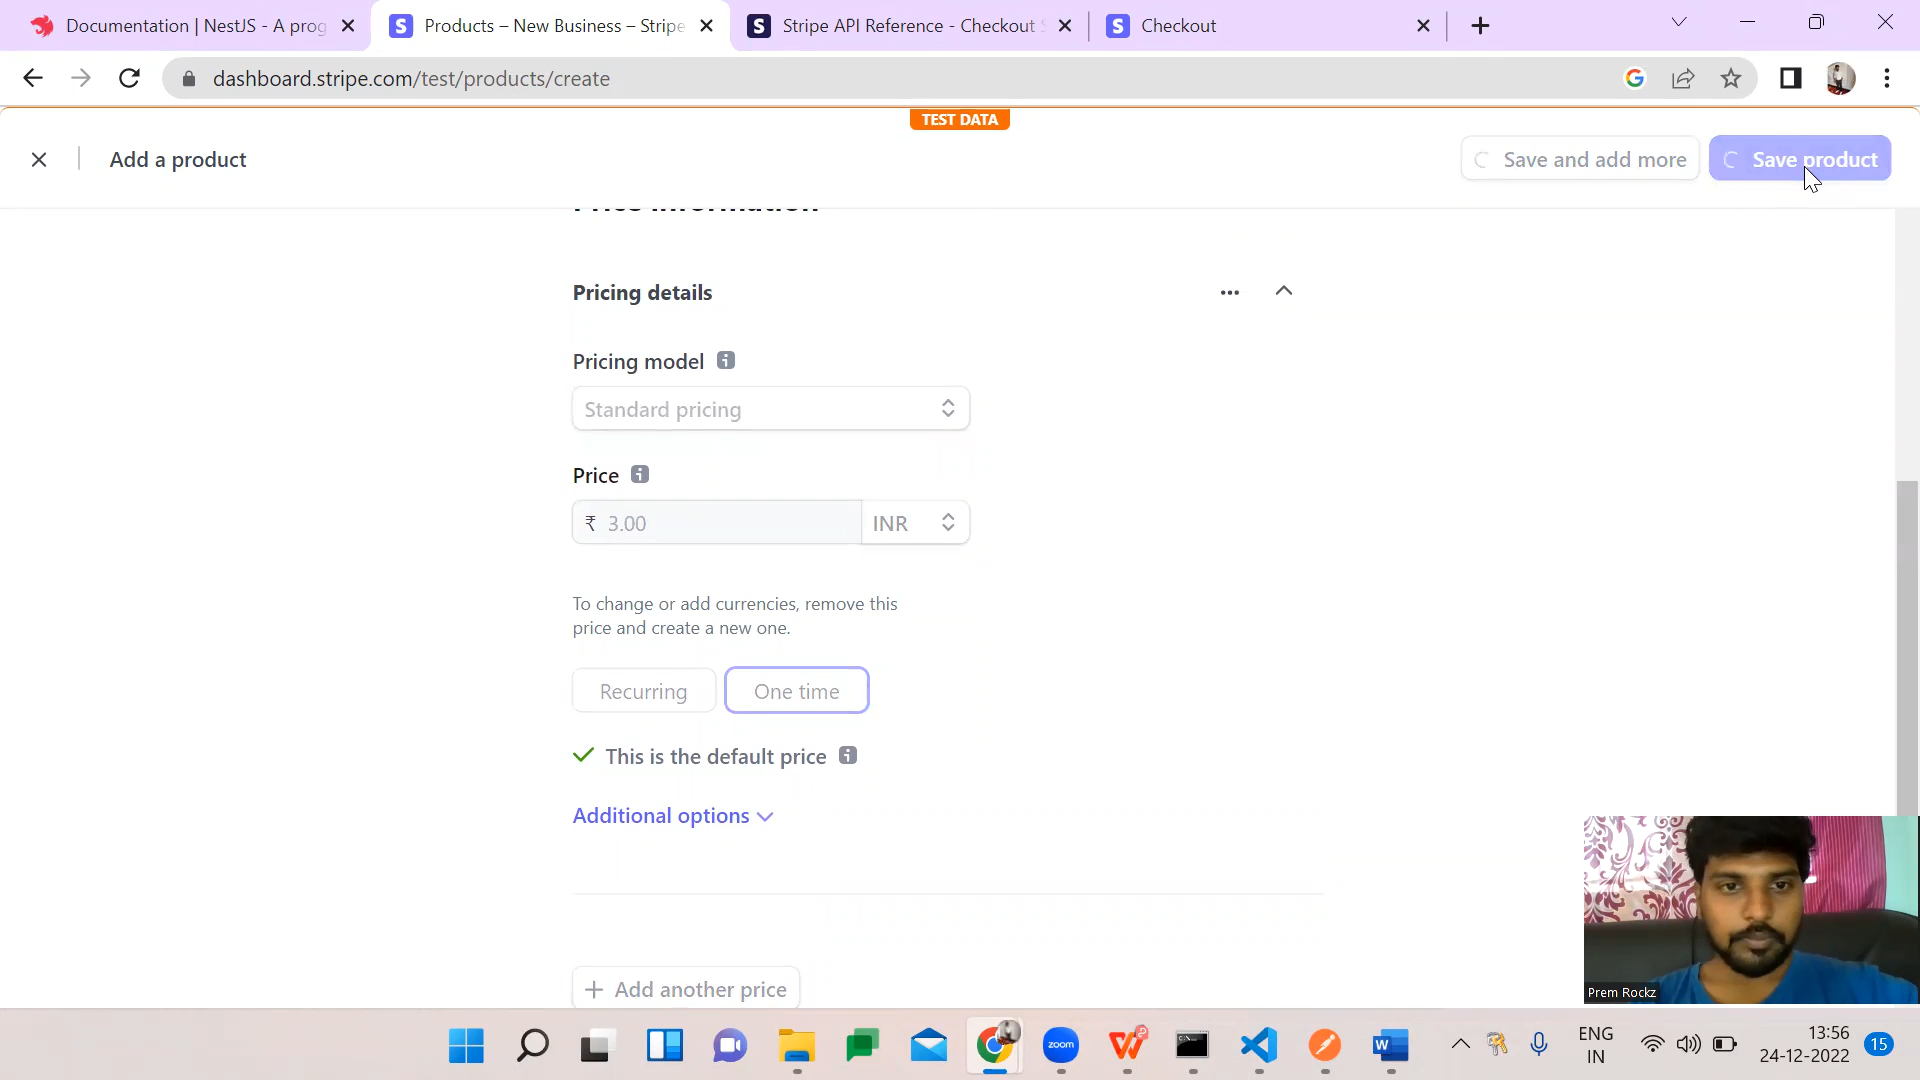 Documentation | NestJS - A prog
Products – New Business – Stripe
Stripe API Reference - Checkout S
Checkout
dashboard.stripe.com/test/products/create
TEST DATA
Add a product
Save and add more
Save product
Price information
Pricing details
Pricing model
Standard pricing
Price
₹ 3.00
INR
To change or add currencies, remove this
price and create a new one.
Recurring
One time
This is the default price
Additional options
Add another price
Prem Rockz
zoom
ENG
IN
13:56
24-12-2022
15